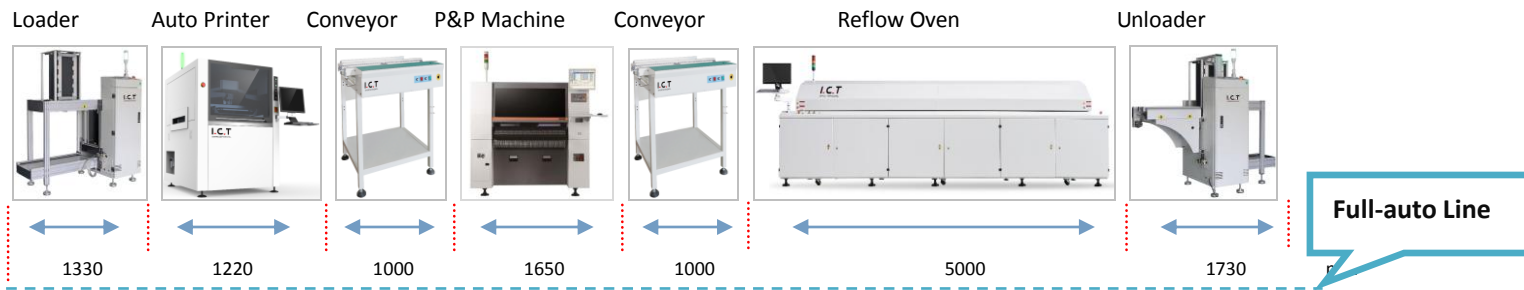 Loader Auto Printer Conveyor P&P Machine Conveyor Reflow Oven Unloader
I.C.T
I.C.T
I.C.T
I.C.T
I.C.T
I.C.T
Full-auto Line
1330 1220 1000 1650 1000 5000 1730